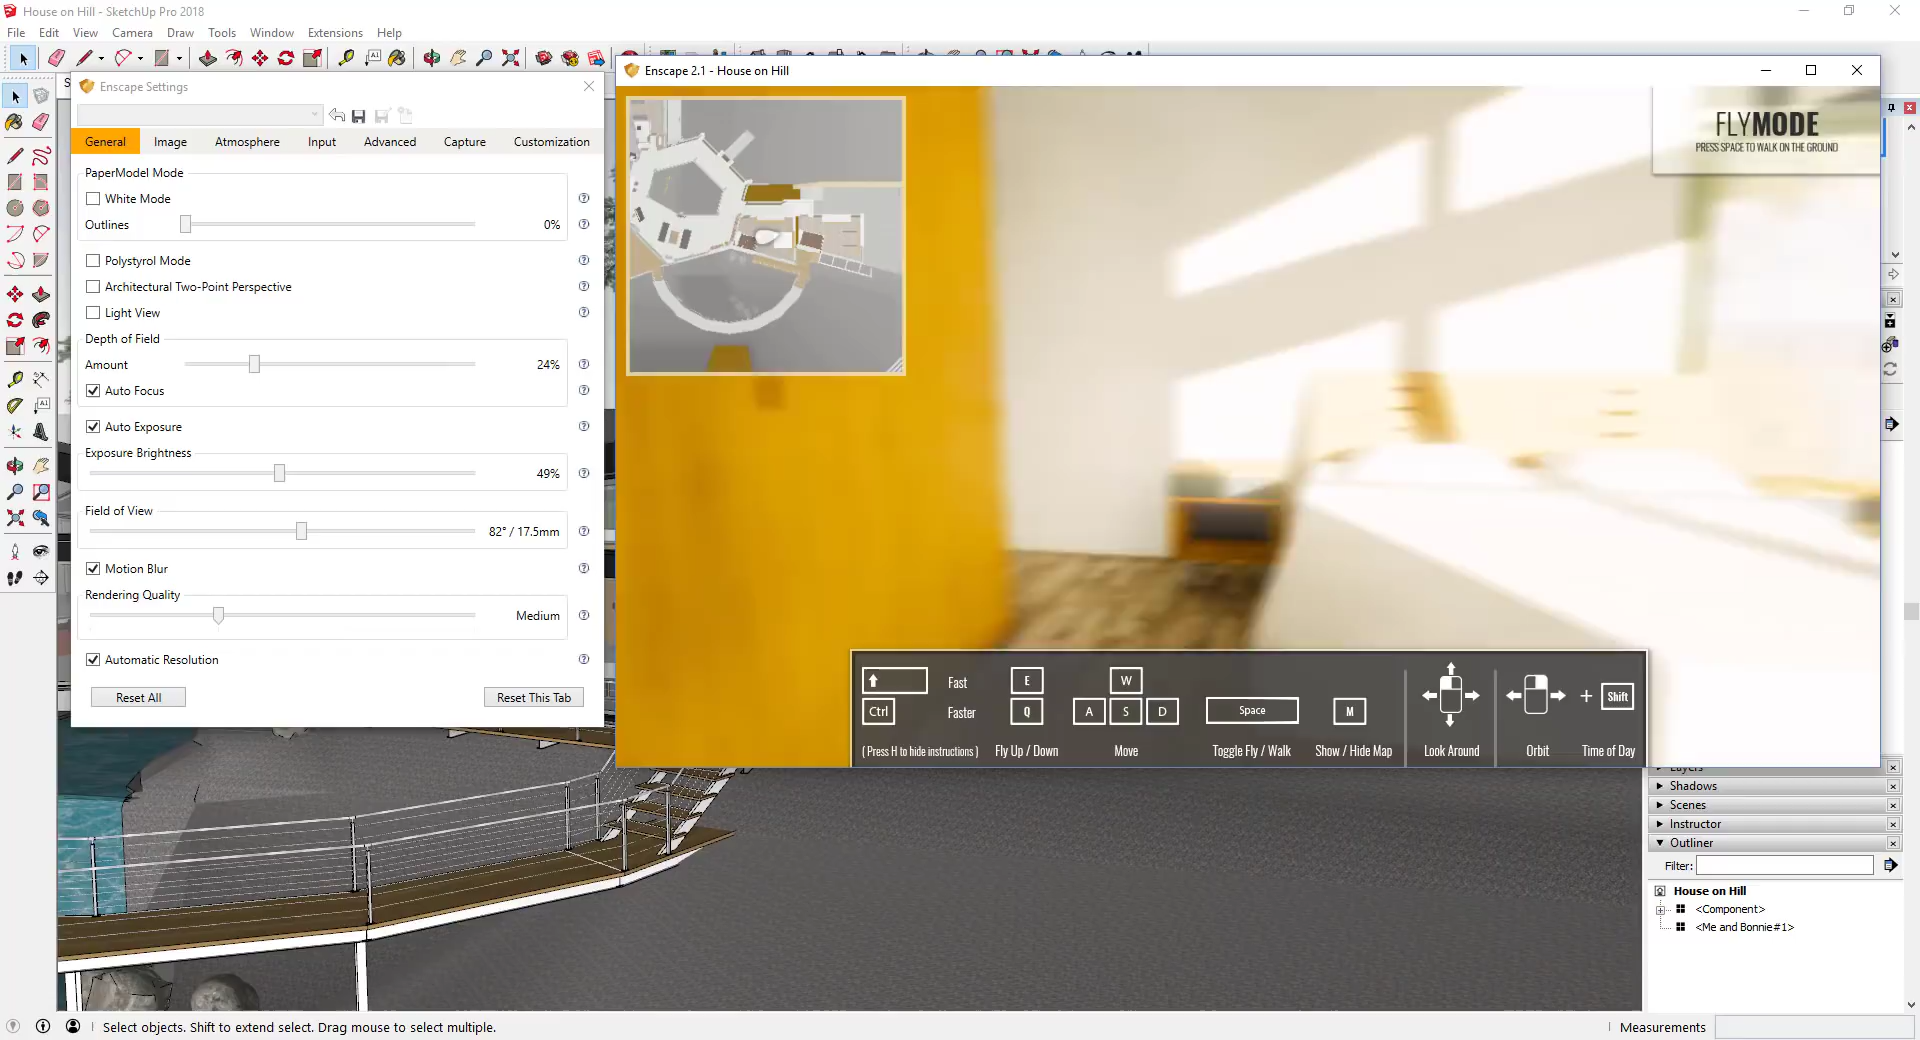 House on Hill - SketchUp Pro 2018
File Edit View Camera Draw Tools Window Extensions Help
Enscape Settings
General Image Atmosphere Input Advanced Capture Customization
PaperModel Mode
White Mode
Outlines 0%
Polystyrol Mode
Architectural Two-Point Perspective
Light View
Depth of Field
Amount 24%
Auto Focus
Auto Exposure
Exposure Brightness
49%
Field of View
82° / 17.5mm
Motion Blur
Rendering Quality
Medium
Automatic Resolution
Reset All Reset This Tab
Enscape 2.1 - House on Hill
FLYMODE
PRESS SPACE TO WALK ON THE GROUND
Fast E W
Ctrl Faster Q A S D Space M + Shift
( Press H to hide instructions ) Fly Up / Down Move Toggle Fly / Walk Show / Hide Map Look Around Orbit Time of Day
Layers
Shadows
Scenes
Instructor
Outliner
Filter:
House on Hill
<Component>
<Me and Bonnie#1>
Select objects. Shift to extend select. Drag mouse to select multiple.
Measurements